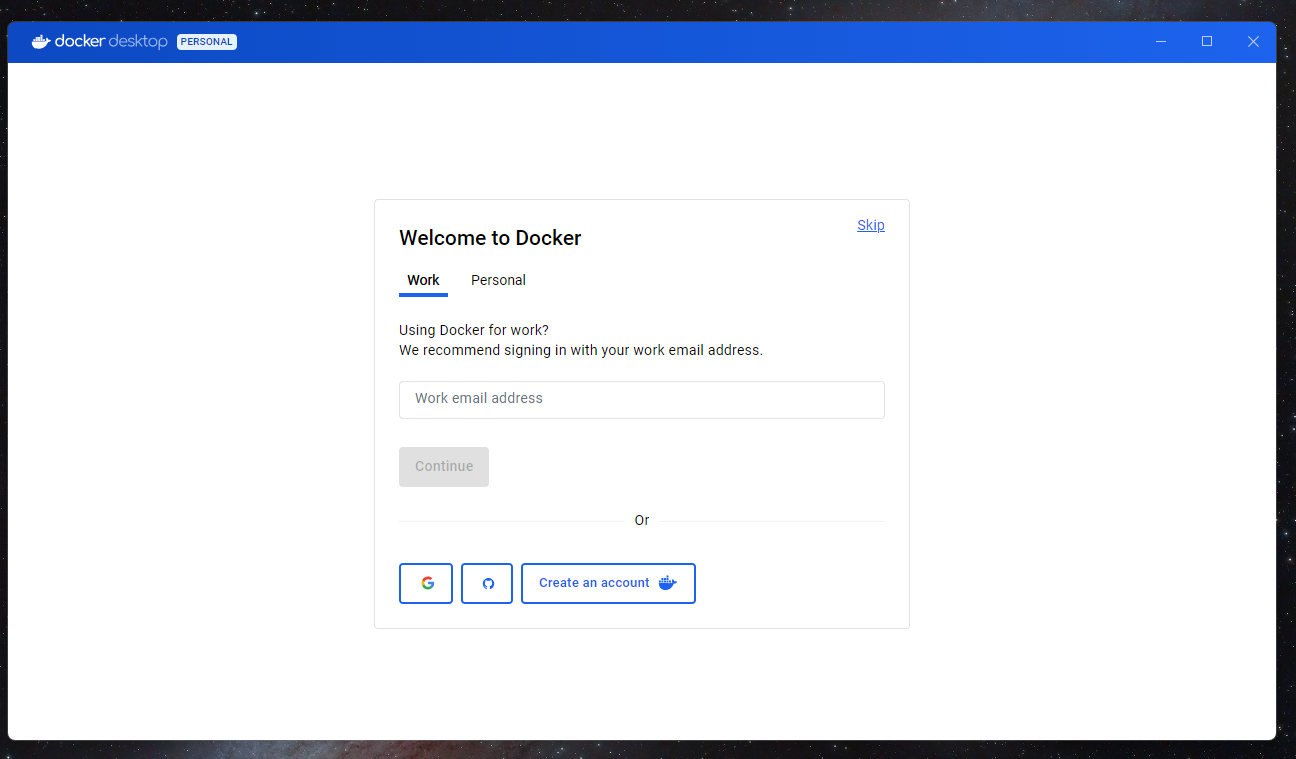 docker desktop PERSONAL
Skip
Welcome to Docker
Work Personal
Using Docker for work?
We recommend signing in with your work email address.
Work email address
Continue
Or
Create an account